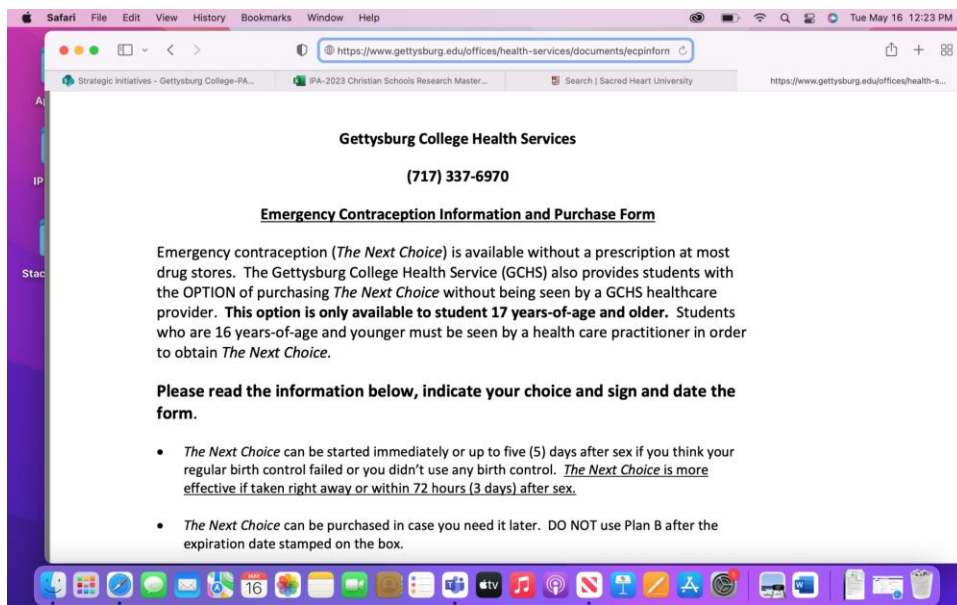 Safari File Edit View History Bookmarks Window Help Tue May 16 12:23 PM
https://www.gettysburg.edu/offices/health-services/documents/ecpinform
Strategic Initiatives - Gettysburg College-PA... IPA-2023 Christian Schools Research Master... Search | Sacred Heart University https://www.gettysburg.edu/offices/health-s...
Gettysburg College Health Services
(717) 337-6970
Emergency Contraception Information and Purchase Form
Emergency contraception (The Next Choice) is available without a prescription at most
drug stores. The Gettysburg College Health Service (GCHS) also provides students with
the OPTION of purchasing The Next Choice without being seen by a GCHS healthcare
provider. This option is only available to student 17 years-of-age and older. Students
who are 16 years-of-age and younger must be seen by a health care practitioner in order
to obtain The Next Choice.
Please read the information below, indicate your choice and sign and date the
form.
• The Next Choice can be started immediately or up to five (5) days after sex if you think your
regular birth control failed or you didn't use any birth control. The Next Choice is more
effective if taken right away or within 72 hours (3 days) after sex.
• The Next Choice can be purchased in case you need it later. DO NOT use Plan B after the
expiration date stamped on the box.
MAY
16
tv